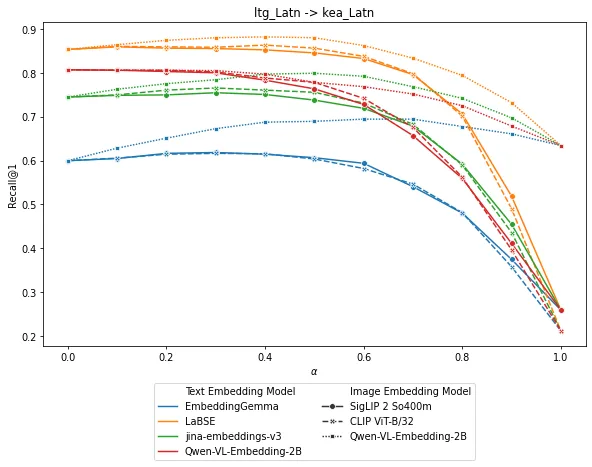 ltg_Latn -> kea_Latn
Recall@1
0.9
0.8
0.7
0.6
0.5
0.4
0.3
0.2
0.0 0.2 0.4 0.6 0.8 1.0
α
Text Embedding Model
EmbeddingGemma
LaBSE
jina-embeddings-v3
Qwen-VL-Embedding-2B
Image Embedding Model
SigLIP 2 So400m
CLIP ViT-B/32
Qwen-VL-Embedding-2B